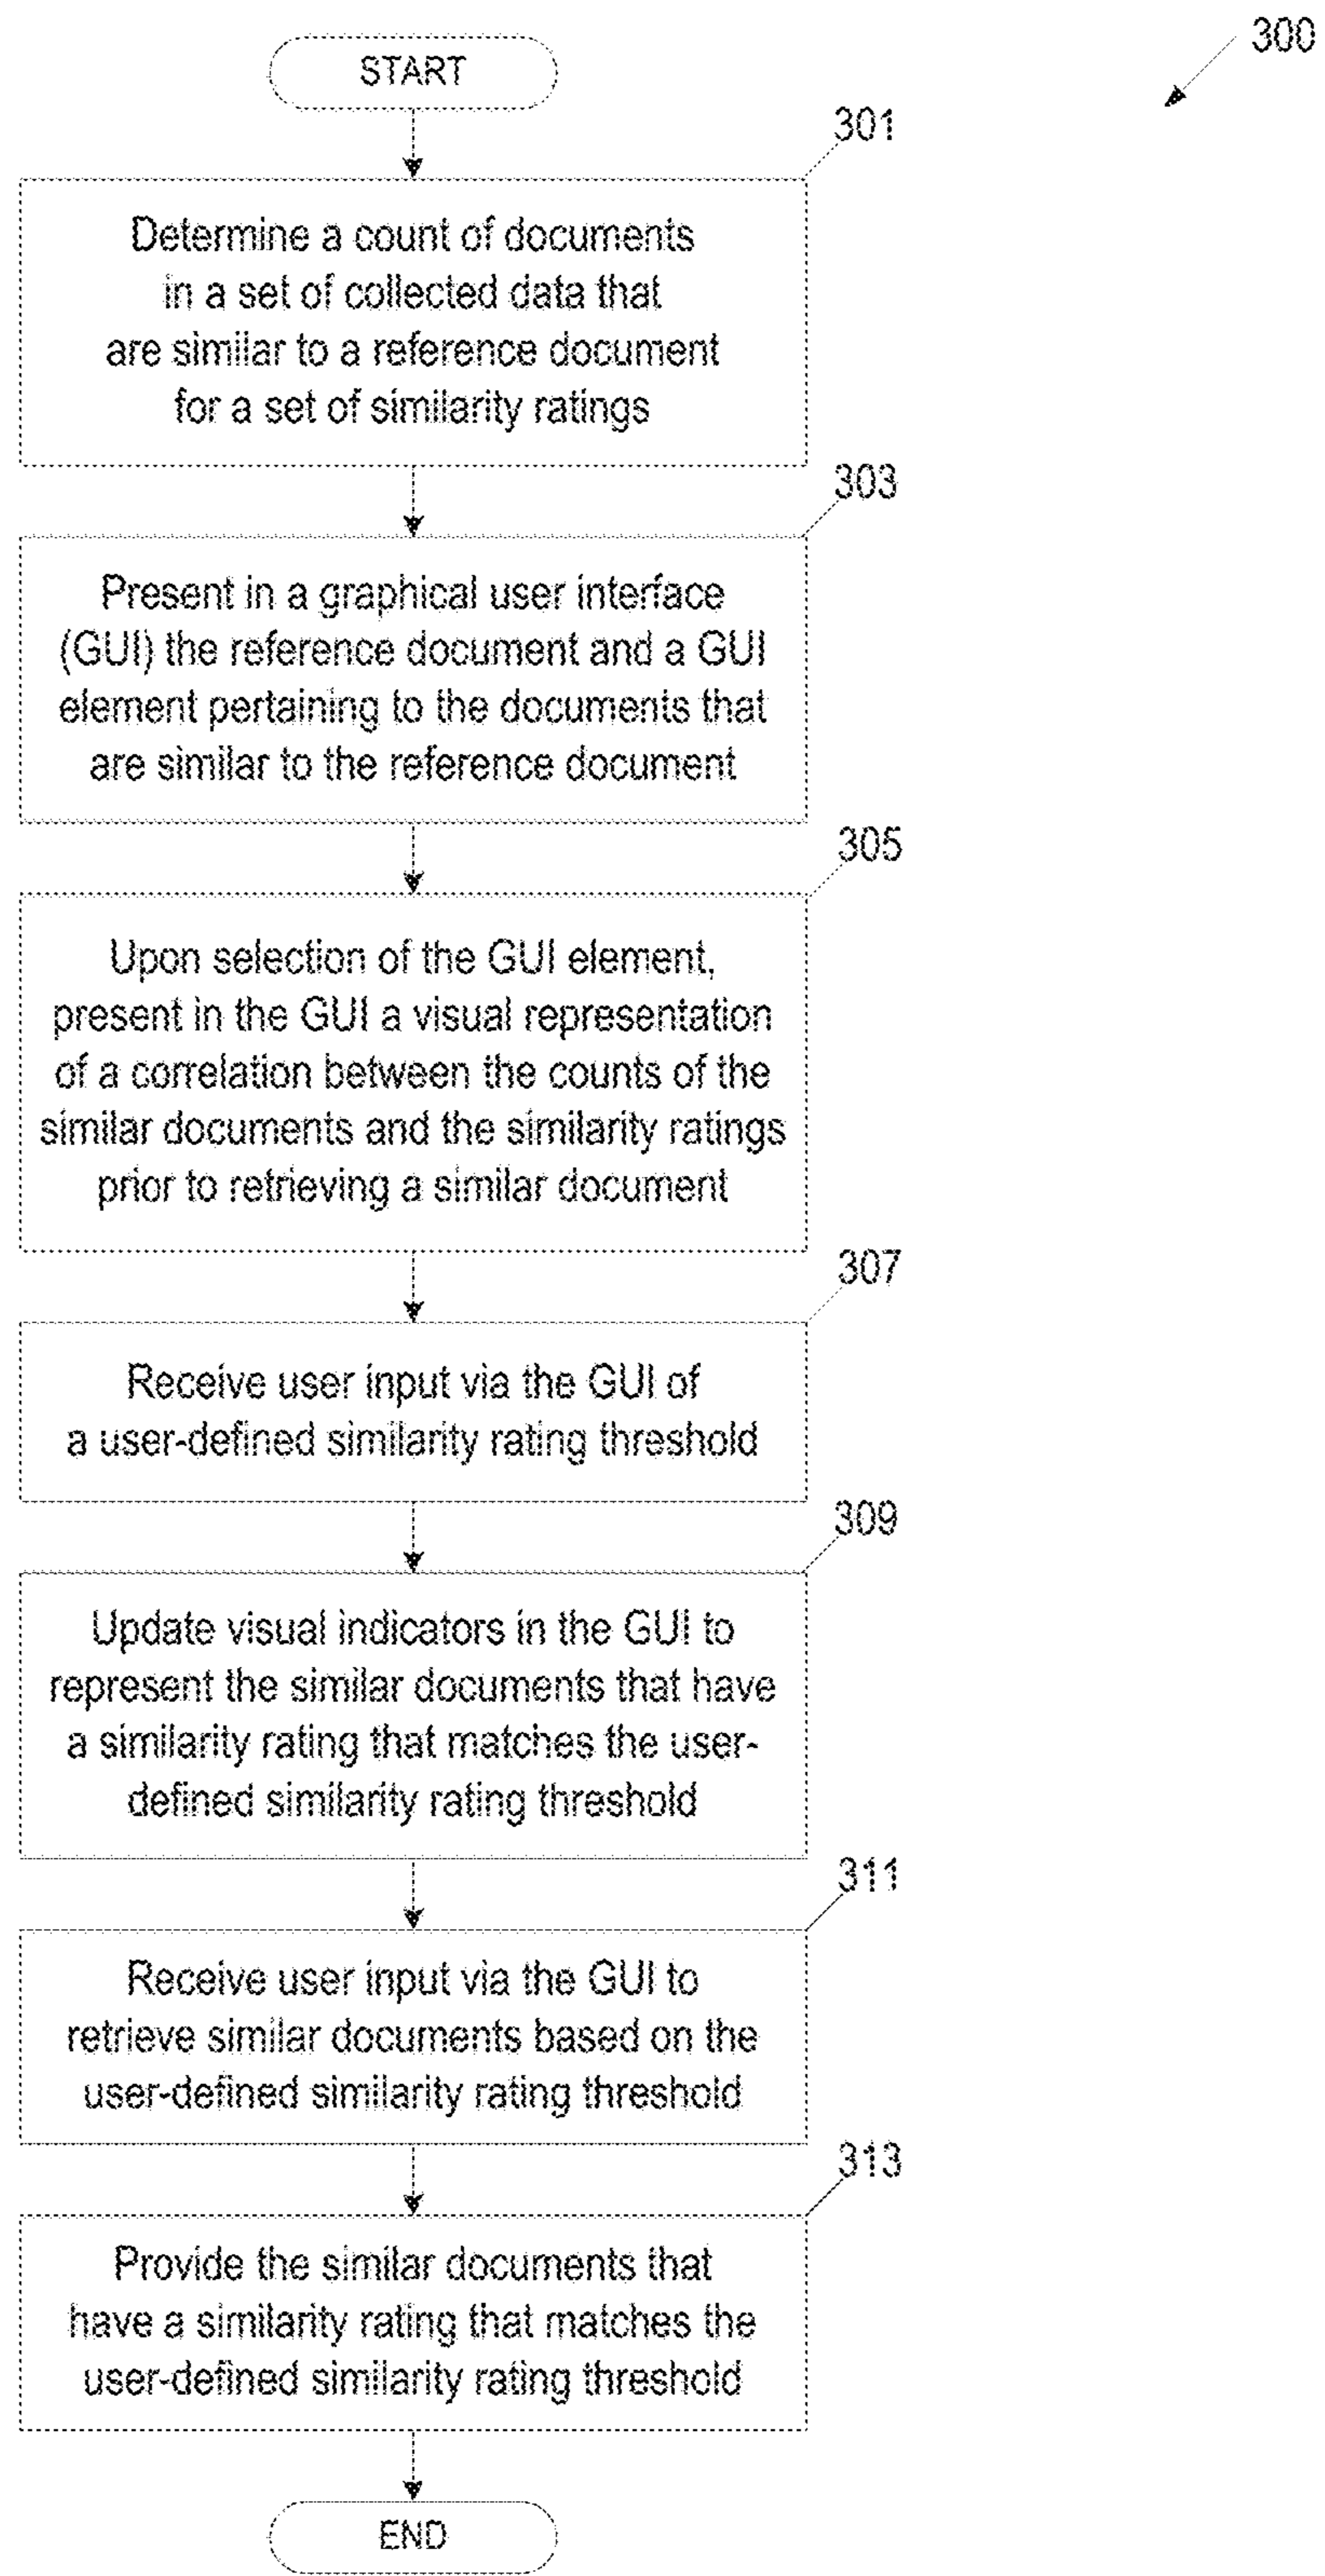 300
START
301
Determine a count of documents
in a set of collected data that
are similar to a reference document
for a set of similarity ratings
303
Present in a graphical user interface
(GUI) the reference document and a GUI
element pertaining to the documents that
are similar to the reference document
305
Upon selection of the GUI element,
present in the GUI a visual representation
of a correlation between the counts of the
similar documents and the similarity ratings
prior to retrieving a similar document
307
Receive user input via the GUI of
a user-defined similarity rating threshold
309
Update visual indicators in the GUI to
represent the similar documents that have
a similarity rating that matches the user-
defined similarity rating threshold
311
Receive user input via the GUI to
retrieve similar documents based on the
user-defined similarity rating threshold
313
Provide the similar documents that
have a similarity rating that matches the
user-defined similarity rating threshold
END